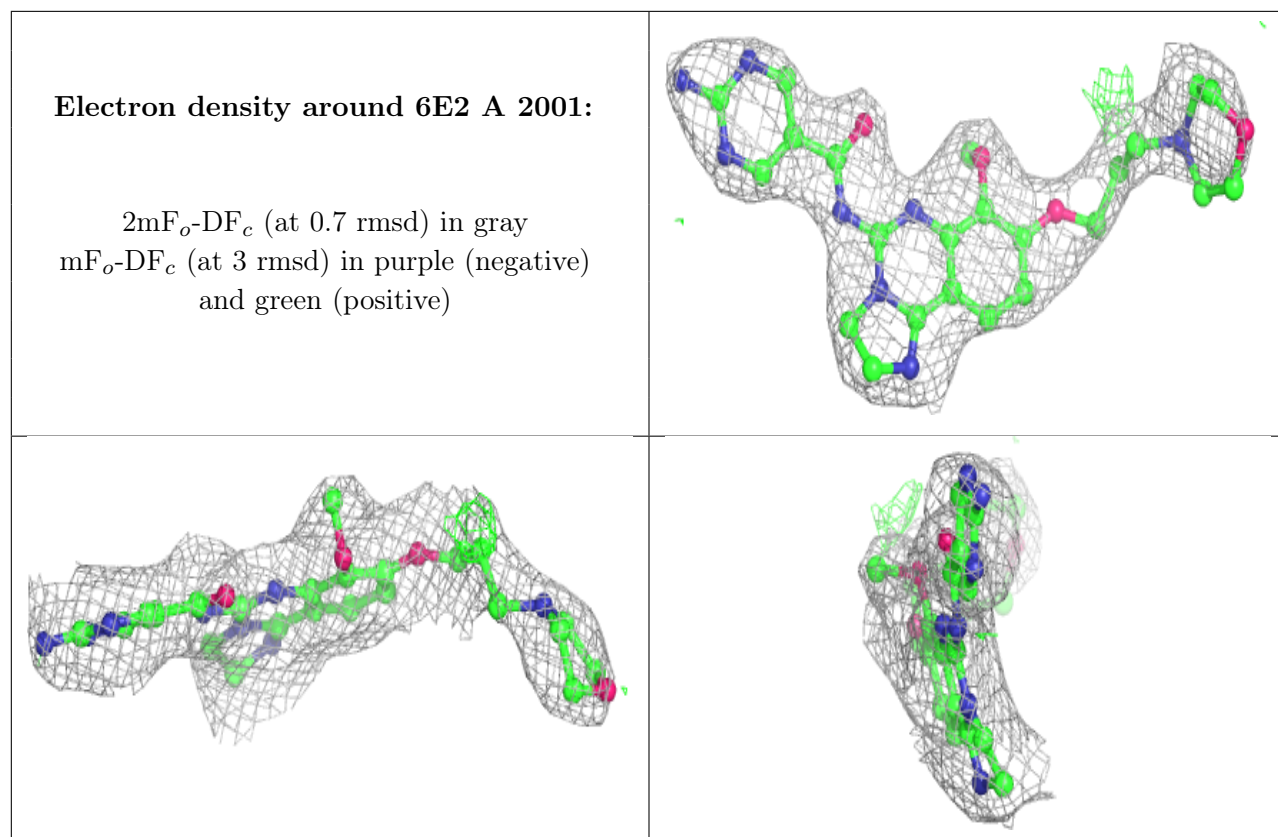 Electron density around 6E2 A 2001:
2mFo-DFc (at 0.7 rmsd) in gray
mFo-DFc (at 3 rmsd) in purple (negative)
and green (positive)